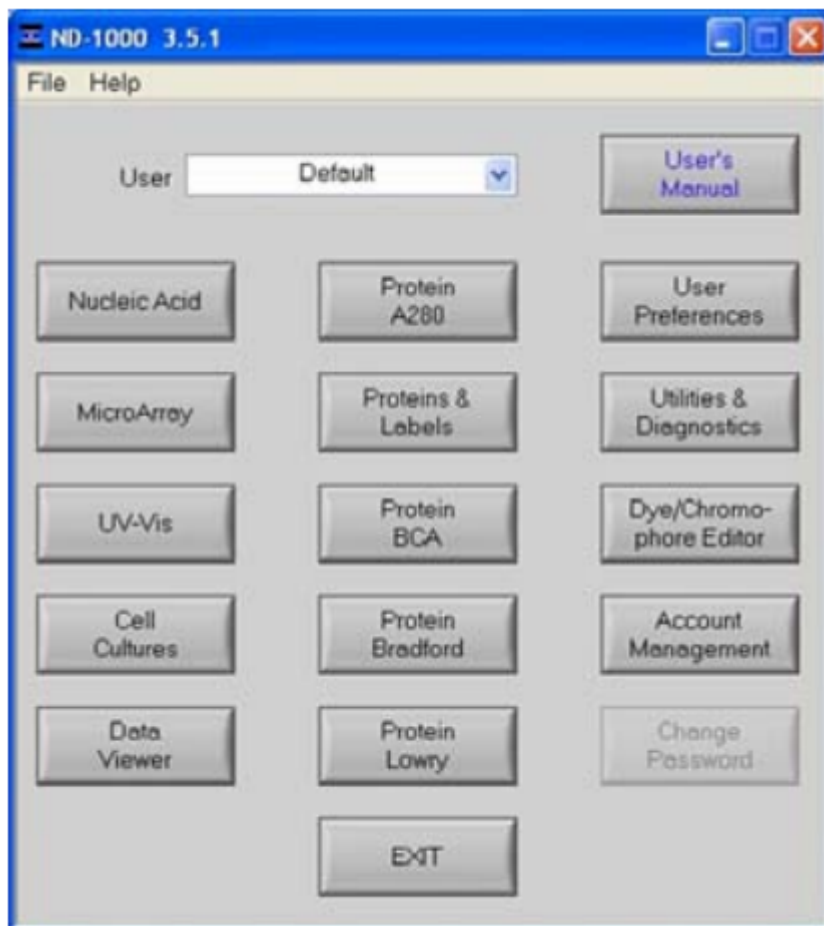 ND-1000 3.5.1
File Help
User Default
User's
Manual
Nucleic Acid
Protein
A280
User
Preferences
MicroArray
Proteins &
Labels
Utilities &
Diagnostics
UV-Vis
Protein
BCA
Dye/Chromo-
phore Editor
Cell
Cultures
Protein
Bradford
Account
Management
Data
Viewer
Protein
Lowry
Change
Password
EXIT